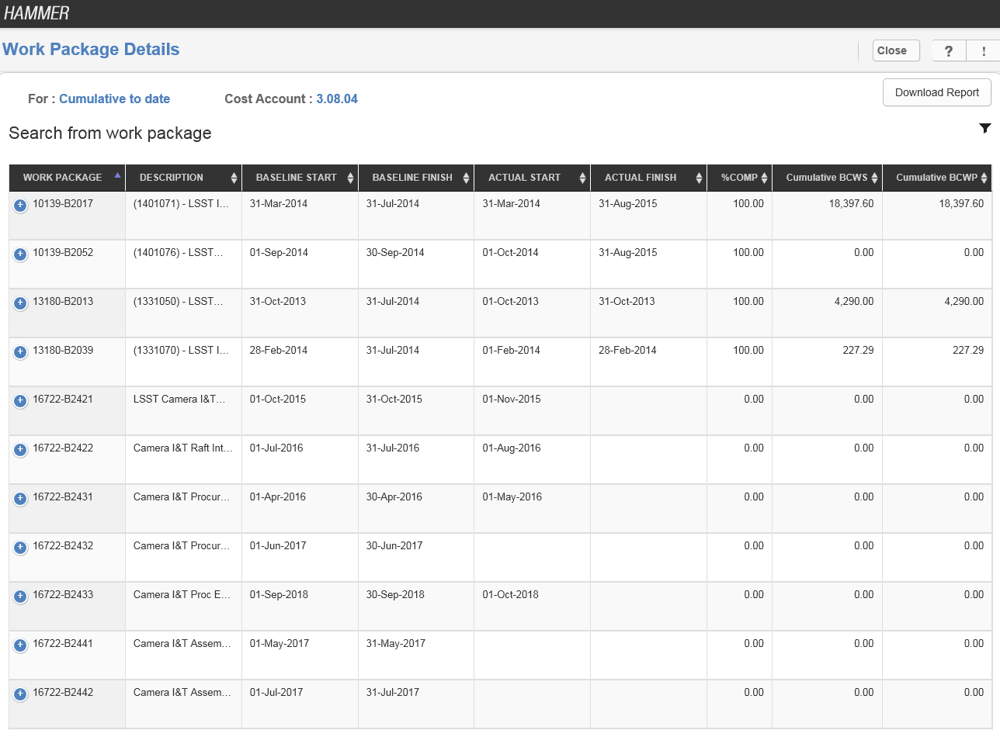 HAMMER
Work Package Details
Close ? !
For : Cumulative to date Cost Account : 3.08.04 Download Report
Search from work package
WORK PACKAGE DESCRIPTION BASELINE START BASELINE FINISH ACTUAL START ACTUAL FINISH %COMP Cumulative BCWS Cumulative BCWP
10139-B2017 (1401071) - LSST I... 31-Mar-2014 31-Jul-2014 31-Mar-2014 31-Aug-2015 100.00 18,397.60 18,397.60
10139-B2052 (1401076) - LSST... 01-Sep-2014 30-Sep-2014 01-Oct-2014 31-Aug-2015 100.00 0.00 0.00
13180-B2013 (1331050) - LSST... 31-Oct-2013 31-Jul-2014 01-Oct-2013 31-Oct-2013 100.00 4,290.00 4,290.00
13180-B2039 (1331070) - LSST I... 28-Feb-2014 31-Jul-2014 01-Feb-2014 28-Feb-2014 100.00 227.29 227.29
16722-B2421 LSST Camera I&T... 01-Oct-2015 31-Oct-2015 01-Nov-2015 0.00 0.00 0.00
16722-B2422 Camera I&T Raft Int... 01-Jul-2016 31-Jul-2016 01-Aug-2016 0.00 0.00 0.00
16722-B2431 Camera I&T Procur... 01-Apr-2016 30-Apr-2016 01-May-2016 0.00 0.00 0.00
16722-B2432 Camera I&T Procur... 01-Jun-2017 30-Jun-2017 0.00 0.00 0.00
16722-B2433 Camera I&T Proc E... 01-Sep-2018 30-Sep-2018 01-Oct-2018 0.00 0.00 0.00
16722-B2441 Camera I&T Assem... 01-May-2017 31-May-2017 0.00 0.00 0.00
16722-B2442 Camera I&T Assem... 01-Jul-2017 31-Jul-2017 0.00 0.00 0.00